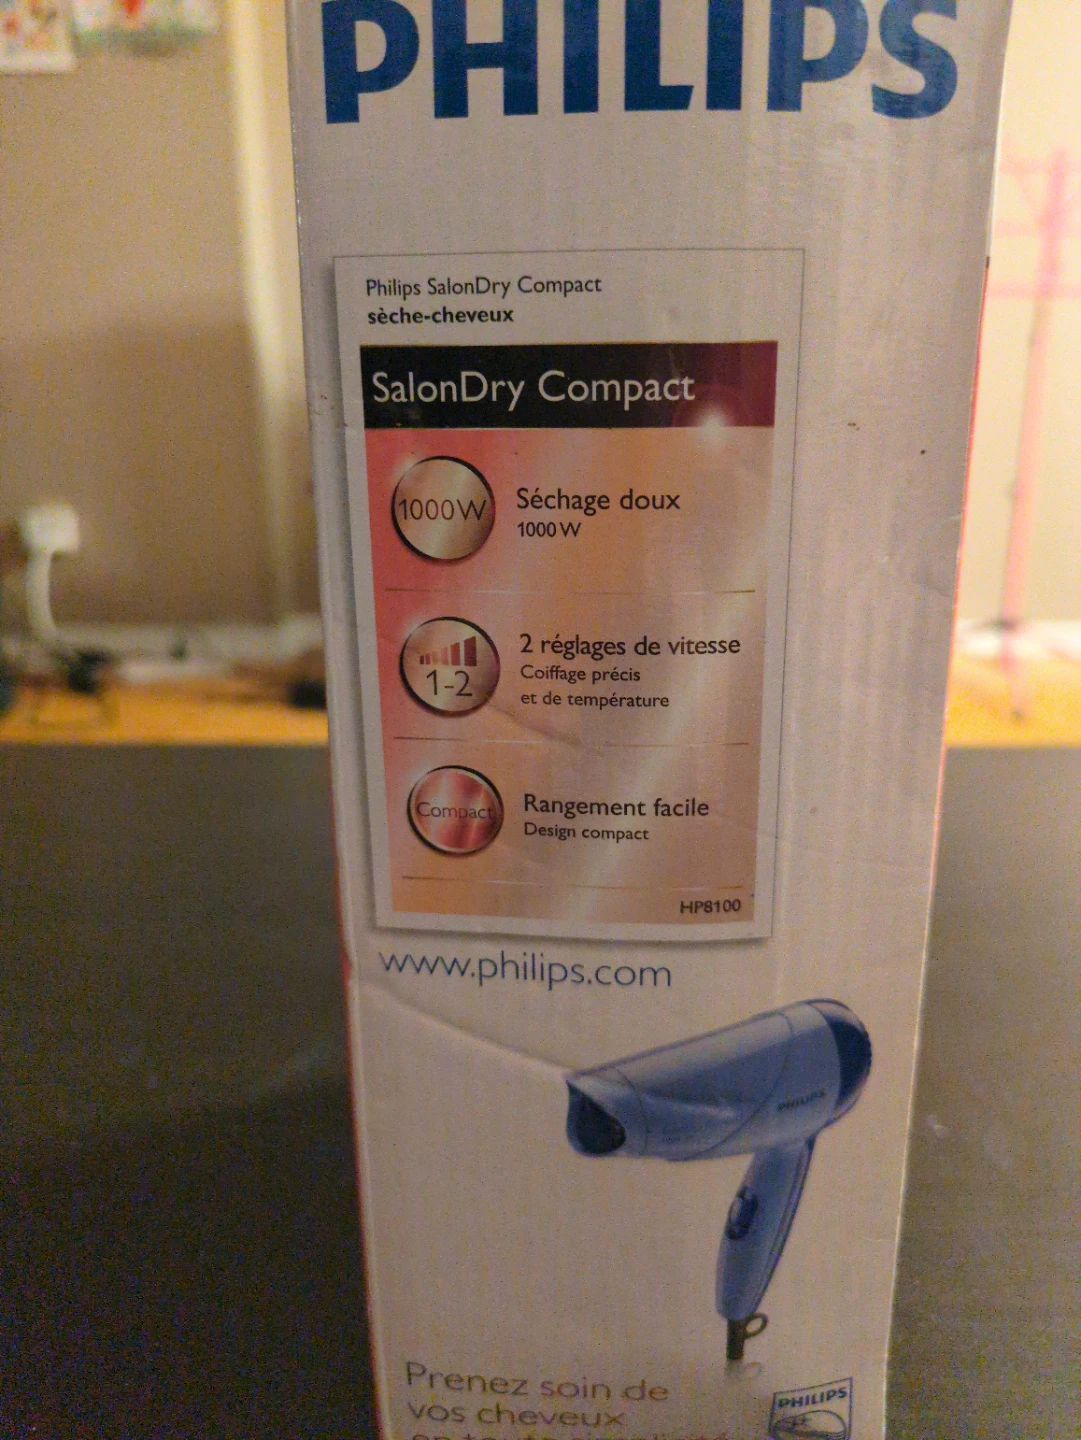 PHILIPS
Philips SalonDry Compact
sèche-cheveux
SalonDry Compact
1000W
Séchage doux
1000 W
1-2
2 réglages de vitesse
Coiffage précis
et de température
Compact
Rangement facile
Design compact
HP8100
www.philips.com
PHILIPS
Prenez soin de
vos cheveux
PHILIPS